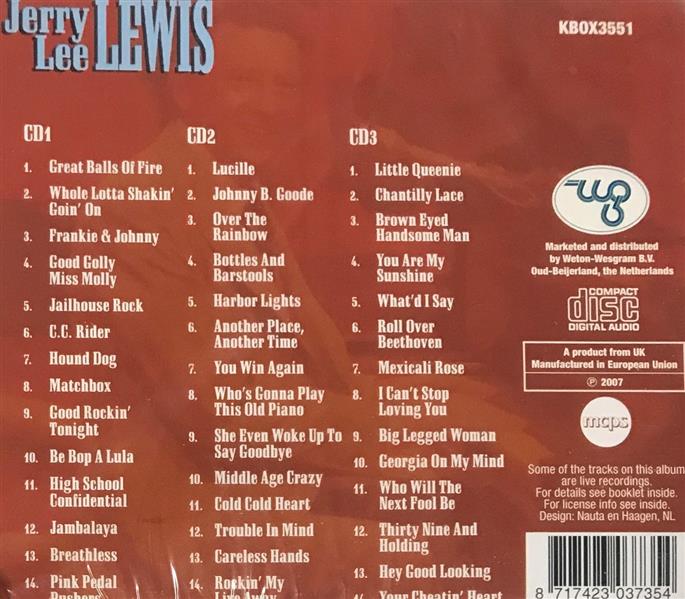 Jerry
Lee LEWIS
KBOX3551
CD1
1. Great Balls Of Fire
2. Whole Lotta Shakin'
Goin' On
3. Frankie & Johnny
4. Good Golly
Miss Molly
5. Jailhouse Rock
6. C.C. Rider
7. Hound Dog
8. Matchbox
9. Good Rockin'
Tonight
10. Be Bop A Lula
11. High School
Confidential
12. Jambalaya
13. Breathless
14. Pink Pedal
Pushers
CD2
1. Lucille
2. Johnny B. Goode
3. Over The
Rainbow
4. Bottles And
Barstools
5. Harbor Lights
6. Another Place,
Another Time
7. You Win Again
8. Who's Gonna Play
This Old Piano
9. She Even Woke Up To
Say Goodbye
10. Middle Age Crazy
11. Cold Cold Heart
12. Trouble In Mind
13. Careless Hands
14. Rockin' My
Live Away
CD3
1. Little Queenie
2. Chantilly Lace
3. Brown Eyed
Handsome Man
4. You Are My
Sunshine
5. What'd I Say
6. Roll Over
Beethoven
7. Mexicali Rose
8. I Can't Stop
Loving You
9. Big Legged Woman
10. Georgia On My Mind
11. Who Will The
Next Fool Be
12. Thirty Nine And
Holding
13. Hey Good Looking
14. Your Cheatin' Heart
Marketed and distributed
by Weton-Wesgram B.V.
Oud-Beijerland, the Netherlands
COMPACT
disc
DIGITAL AUDIO
A product from UK
Manufactured in European Union
℗ 2007
mcps
Some of the tracks on this album
are live recordings.
For details see booklet inside.
For license info see inside.
Design: Nauta en Haagen, NL
8 717423 037354